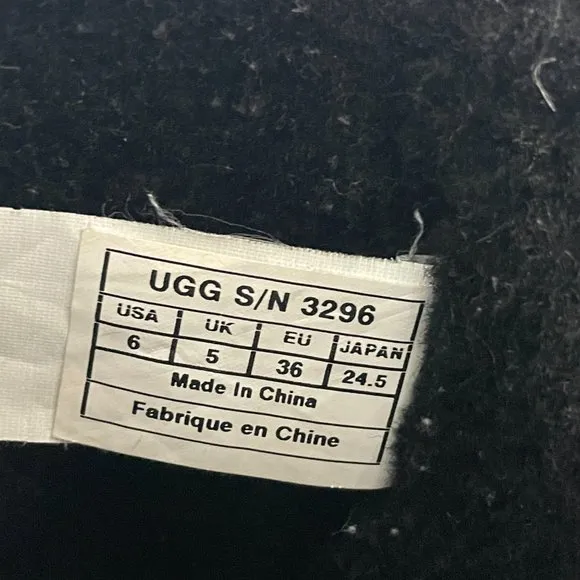 UGG S/N 3296
USA UK EU JAPAN
6 5 36 24.5
Made In China
Fabrique en Chine